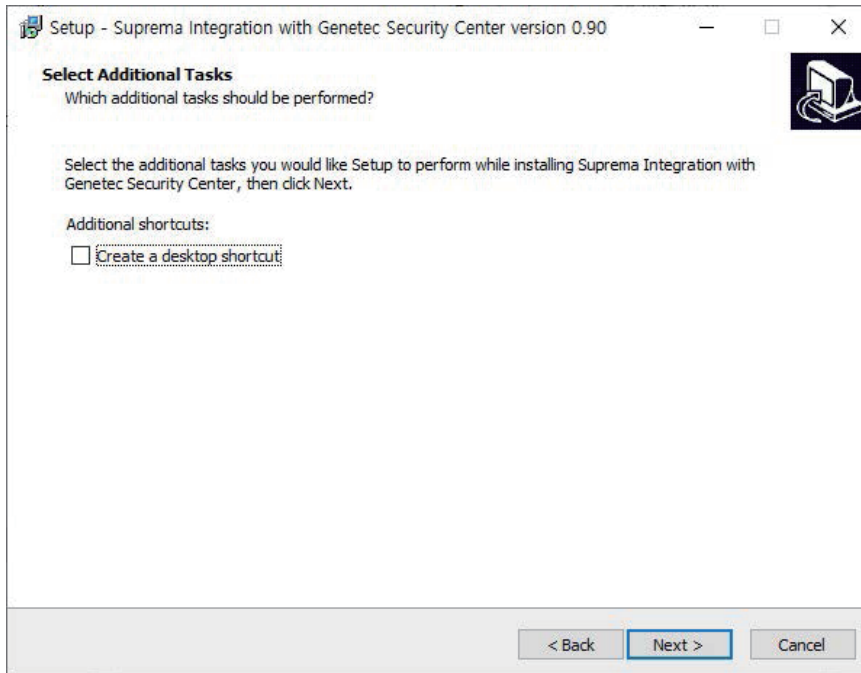 Setup - Suprema Integration with Genetec Security Center version 0.90
Select Additional Tasks
Which additional tasks should be performed?
Select the additional tasks you would like Setup to perform while installing Suprema Integration with
Genetec Security Center, then click Next.
Additional shortcuts:
Create a desktop shortcut
< Back
Next >
Cancel